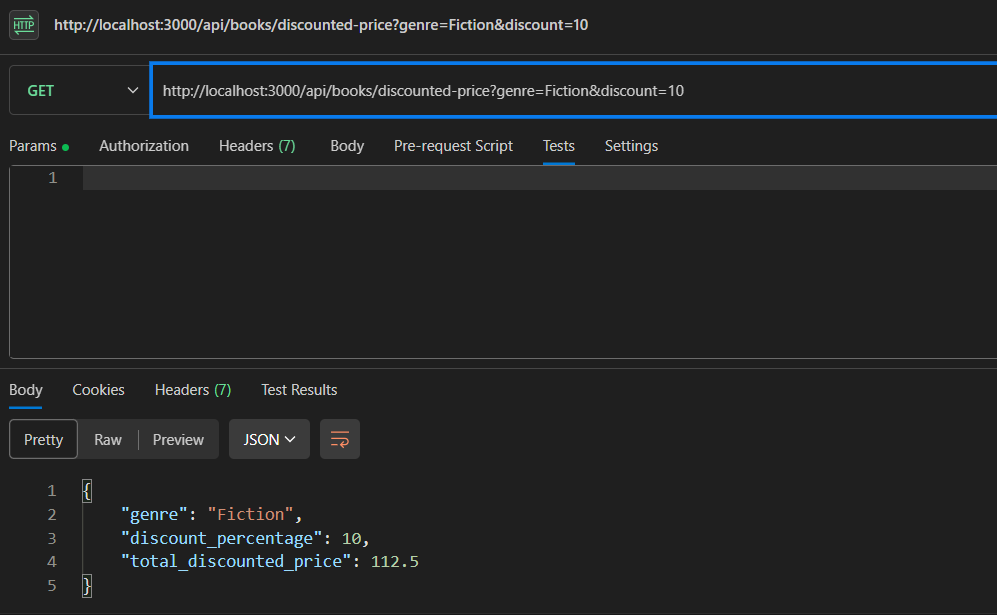 HTTP http://localhost:3000/api/books/discounted-price?genre=Fiction&discount=10
GET http://localhost:3000/api/books/discounted-price?genre=Fiction&discount=10
Params Authorization Headers (7) Body Pre-request Script Tests Settings
1
Body Cookies Headers (7) Test Results
Pretty Raw Preview JSON
1 {
2 "genre": "Fiction",
3 "discount_percentage": 10,
4 "total_discounted_price": 112.5
5 }